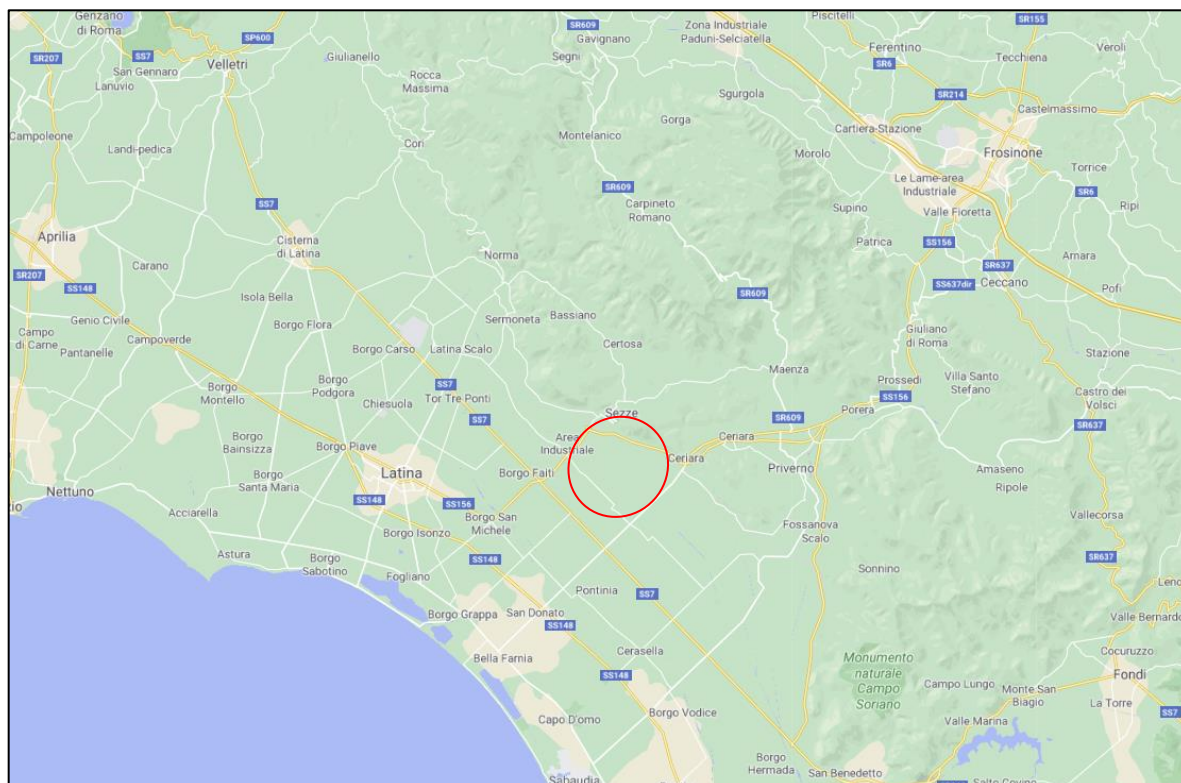 Genzano
di Roma
SS7
SP600
SR609
Gavignano
Segni
Zona Industriale
Paduni-Selciatella
Piscitelli
SR155
Ferentino
SR6
Tecchiena
Veroli
SR207
San Gennaro
Lanuvio
Velletri
Giulianello
Rocca
Massima
Sgurgola
SR214
Castelmassimo
Campoleone
Landi-pedica
Cori
Montelanico
Gorga
Cartiera-Stazione
Morolo
Frosinone
Torrice
SR609
Carpineto
Romano
Le Lame-area
Industriale
SR6
Ripi
SS7
Supino
Valle Fioretta
Aprilia
Cisterna
di Latina
Patrica
SS156
Amara
Norma
Carano
SR207
SS148
SR637
Ceccano
SS637dir
Pofi
Isola Bella
SR609
Genio Civile
Campo
di Carne
Pantanelle
Campoverde
Borgo Flora
Sermoneta
Bassiano
Certosa
Giuliano
di Roma
Borgo Carso
Latina Scalo
Stazione
Maenza
Prossedi
Villa Santo
Stefano
Borgo
Montello
Borgo
Podgora
SS7
Tor Tre Ponti
Chiesuola
SS156
Castro dei
Volsci
SR637
Sezze
SR609
Porera
Borgo
Bainsizza
Borgo Piave
SS7
Area
Industriale
Ceriara
Ceriara
Priverno
Amaseno
Ripole
Latina
Borgo Faiti
Borgo
Santa Maria
Nettuno
SS148
SS156
Acciarella
Borgo San
Michele
Vallecorsa
Borgo Isonzo
Fossanova
Scalo
Astura
Borgo
Sabotino
SS148
SR637
Fogliano
Sonnino
Pontinia
SS7
Borgo Grappa
San Donato
SS148
Valle Bernardo
Cerasella
Bella Farnia
Cocuruzzo
Monumento
naturale
Campo
Soriano
SS148
Fondi
Campo Lungo
Monte San
Biagio
La Torre
SS7
Capo D'omo
Borgo Vodice
Valle Marina
Borgo
Hermada
San Benedetto
Sabaudia
SS7
Salto Covino